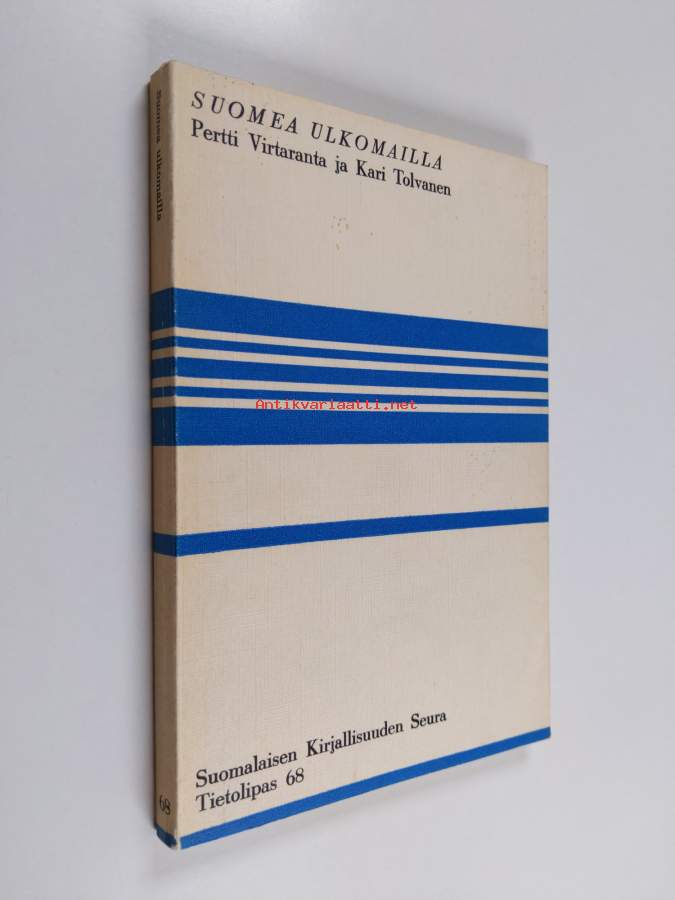 SUOMEA ULKOMAILLA
Pertti Virtaranta ja Kari Tolvanen
Suomea ulkomailla
Antikvariaatti.net
Suomalaisen Kirjallisuuden Seura
Tietolipas 68
68